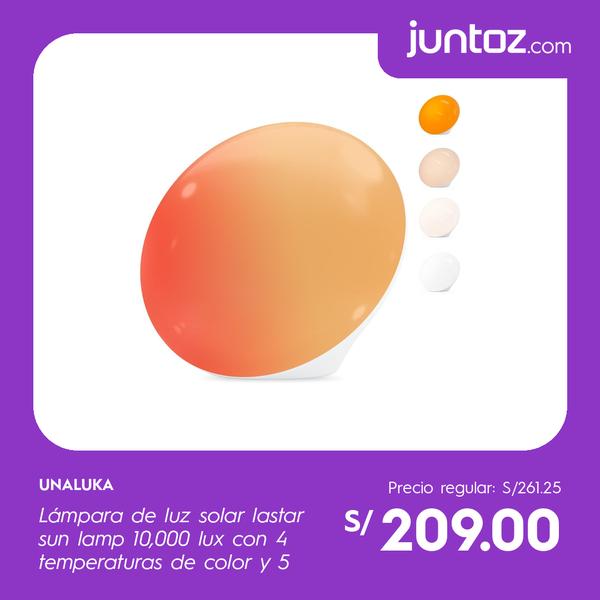 juntoz.com
UNALUKA
Lámpara de luz solar lastar
sun lamp 10,000 lux con 4
temperaturas de color y 5
Precio regular: S/261.25
S/209.00